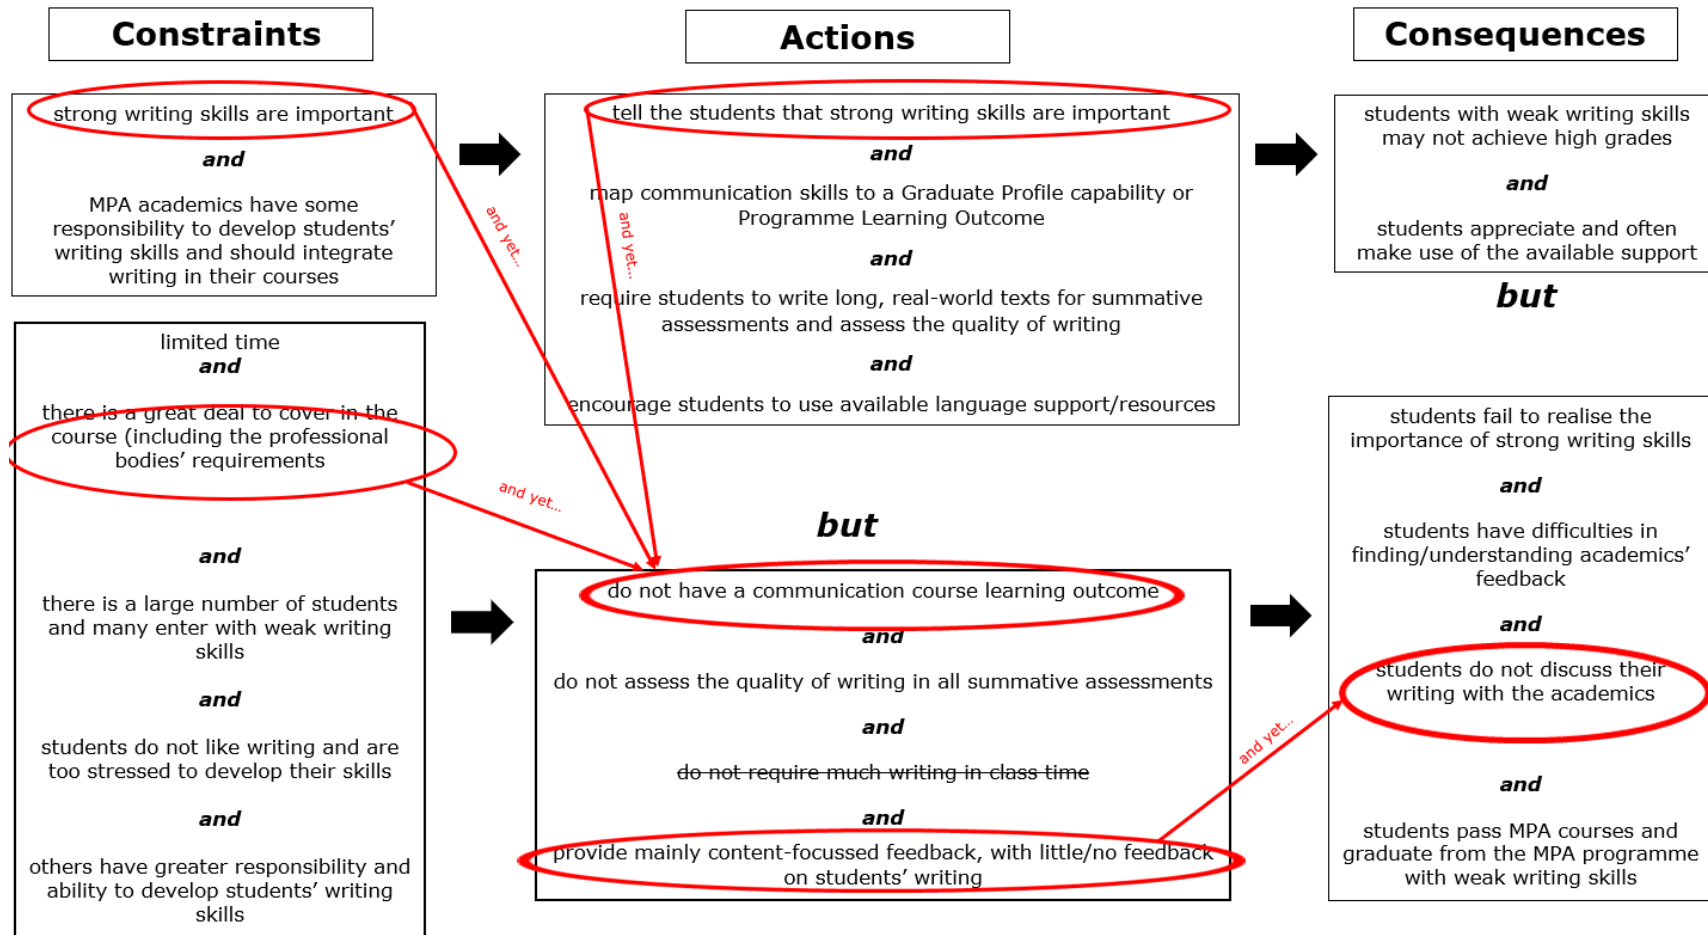 Constraints
Actions
Consequences
strong writing skills are important
and
MPA academics have some
responsibility to develop students’
writing skills and should integrate
writing in their courses
limited time
and
there is a great deal to cover in the
course (including the professional
bodies’ requirements
and
there is a large number of students
and many enter with weak writing
skills
and
students do not like writing and are
too stressed to develop their skills
and
others have greater responsibility and
ability to develop students’ writing
skills
and yet...
and yet...
and yet...
tell the students that strong writing skills are important
and
map communication skills to a Graduate Profile capability or
Programme Learning Outcome
and
require students to write long, real-world texts for summative
assessments and assess the quality of writing
and
encourage students to use available language support/resources
but
do not have a communication course learning outcome
and
do not assess the quality of writing in all summative assessments
and
do not require much writing in class time
and
provide mainly content-focussed feedback, with little/no feedback
on students’ writing
and yet...
students with weak writing skills
may not achieve high grades
and
students appreciate and often
make use of the available support
but
students fail to realise the
importance of strong writing skills
and
students have difficulties in
finding/understanding academics’
feedback
and
students do not discuss their
writing with the academics
and
students pass MPA courses and
graduate from the MPA programme
with weak writing skills